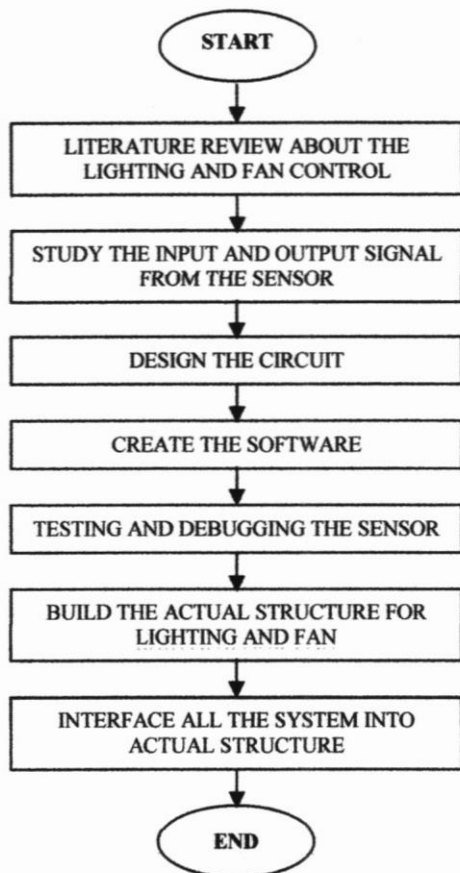 START
LITERATURE REVIEW ABOUT THE
LIGHTING AND FAN CONTROL
STUDY THE INPUT AND OUTPUT SIGNAL
FROM THE SENSOR
DESIGN THE CIRCUIT
CREATE THE SOFTWARE
TESTING AND DEBUGGING THE SENSOR
BUILD THE ACTUAL STRUCTURE FOR
LIGHTING AND FAN
INTERFACE ALL THE SYSTEM INTO
ACTUAL STRUCTURE
END